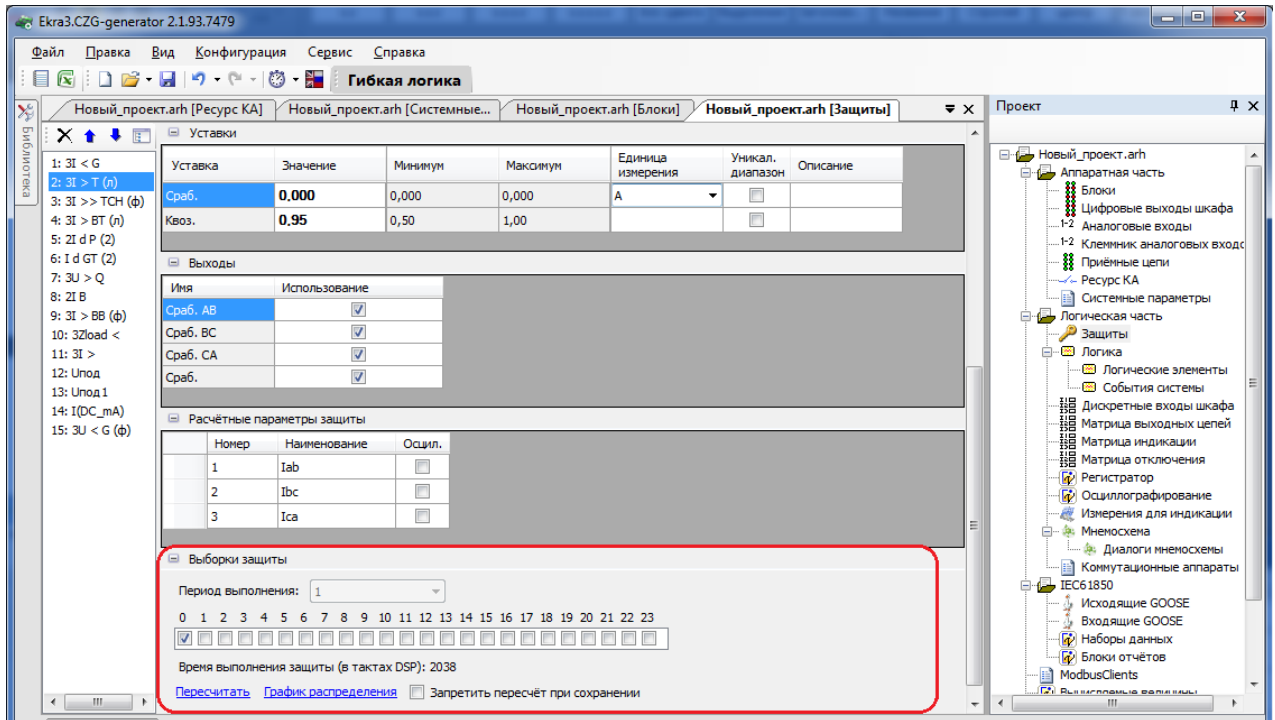 Ekra3.CZG-generator 2.1.93.7479
Файл Правка Вид Конфигурация Сервис Справка
Гибкая логика
Новый_проект.arh [Ресурс КА] Новый_проект.arh [Системные... Новый_проект.arh [Блоки] Новый_проект.arh [Защиты]
Библиотека
1: 3I < G
2: 3I > T (л)
3: 3I >> ТСН (ф)
4: 3I > ВТ (л)
5: 2I d P (2)
6: I d GT (2)
7: 3U > Q
8: 2I B
9: 3I > BB (ф)
10: 3Zload <
11: 3I >
12: Uпод
13: Uпод1
14: I(DC_mA)
15: 3U < G (ф)
Уставки
Уставка Значение Минимум Максимум Единица измерения Уникал. диапазон Описание
Сраб. 0,000 0,000 0,000 А
Квоз. 0,95 0,50 1,00
Выходы
Имя Использование
Сраб. AB
Сраб. BC
Сраб. CA
Сраб.
Расчётные параметры защиты
Номер Наименование Осцил.
1 Iab
2 Ibc
3 Ica
Выборки защиты
Период выполнения: 1
0 1 2 3 4 5 6 7 8 9 10 11 12 13 14 15 16 17 18 19 20 21 22 23
Время выполнения защиты (в тактах DSP): 2038
Пересчитать График распределения Запретить пересчёт при сохранении
Проект
Новый_проект.arh
Аппаратная часть
Блоки
Цифровые выходы шкафа
1-2 Аналоговые входы
1-2 Клеммник аналоговых входо
Приёмные цепи
Ресурс КА
Системные параметры
Логическая часть
Защиты
Логика
Логические элементы
События системы
Дискретные входы шкафа
Матрица выходных цепей
Матрица индикации
Матрица отключения
Регистратор
Осциллографирование
Измерения для индикации
Мнемосхема
Диалоги мнемосхемы
Коммутационные аппараты
IEC61850
Исходящие GOOSE
Входящие GOOSE
Наборы данных
Блоки отчётов
ModbusClients
Вычисляемые величины